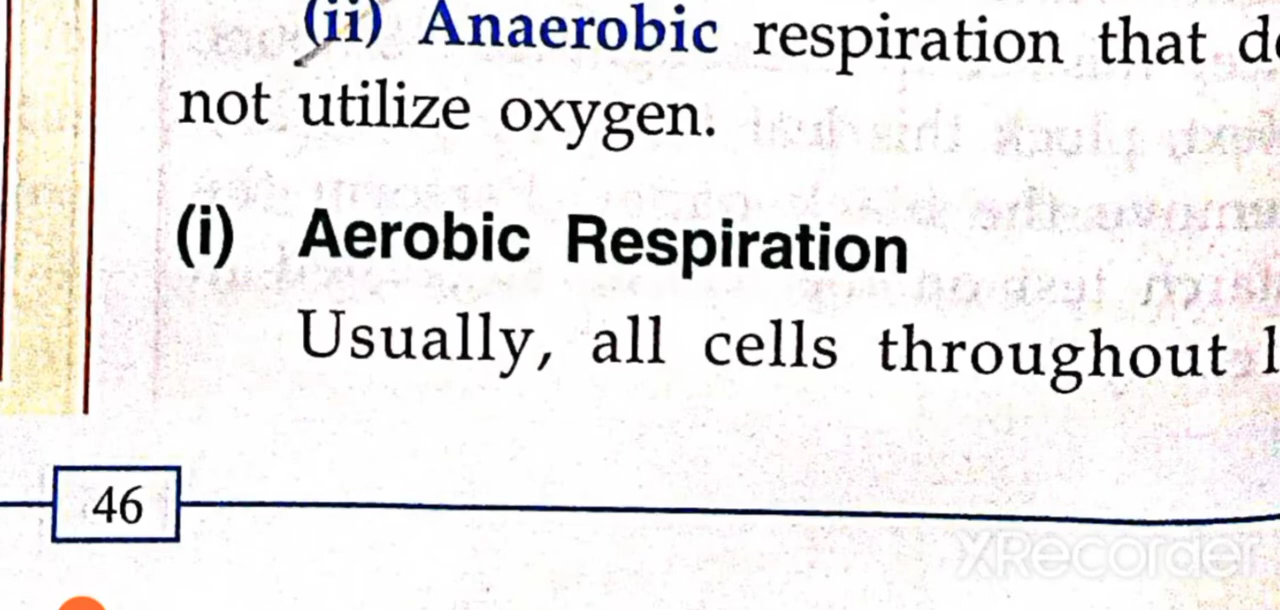 (ii) Anaerobic respiration that
not utilize oxygen.
(i) Aerobic Respiration
Usually, all cells throughout
46
XRecorder